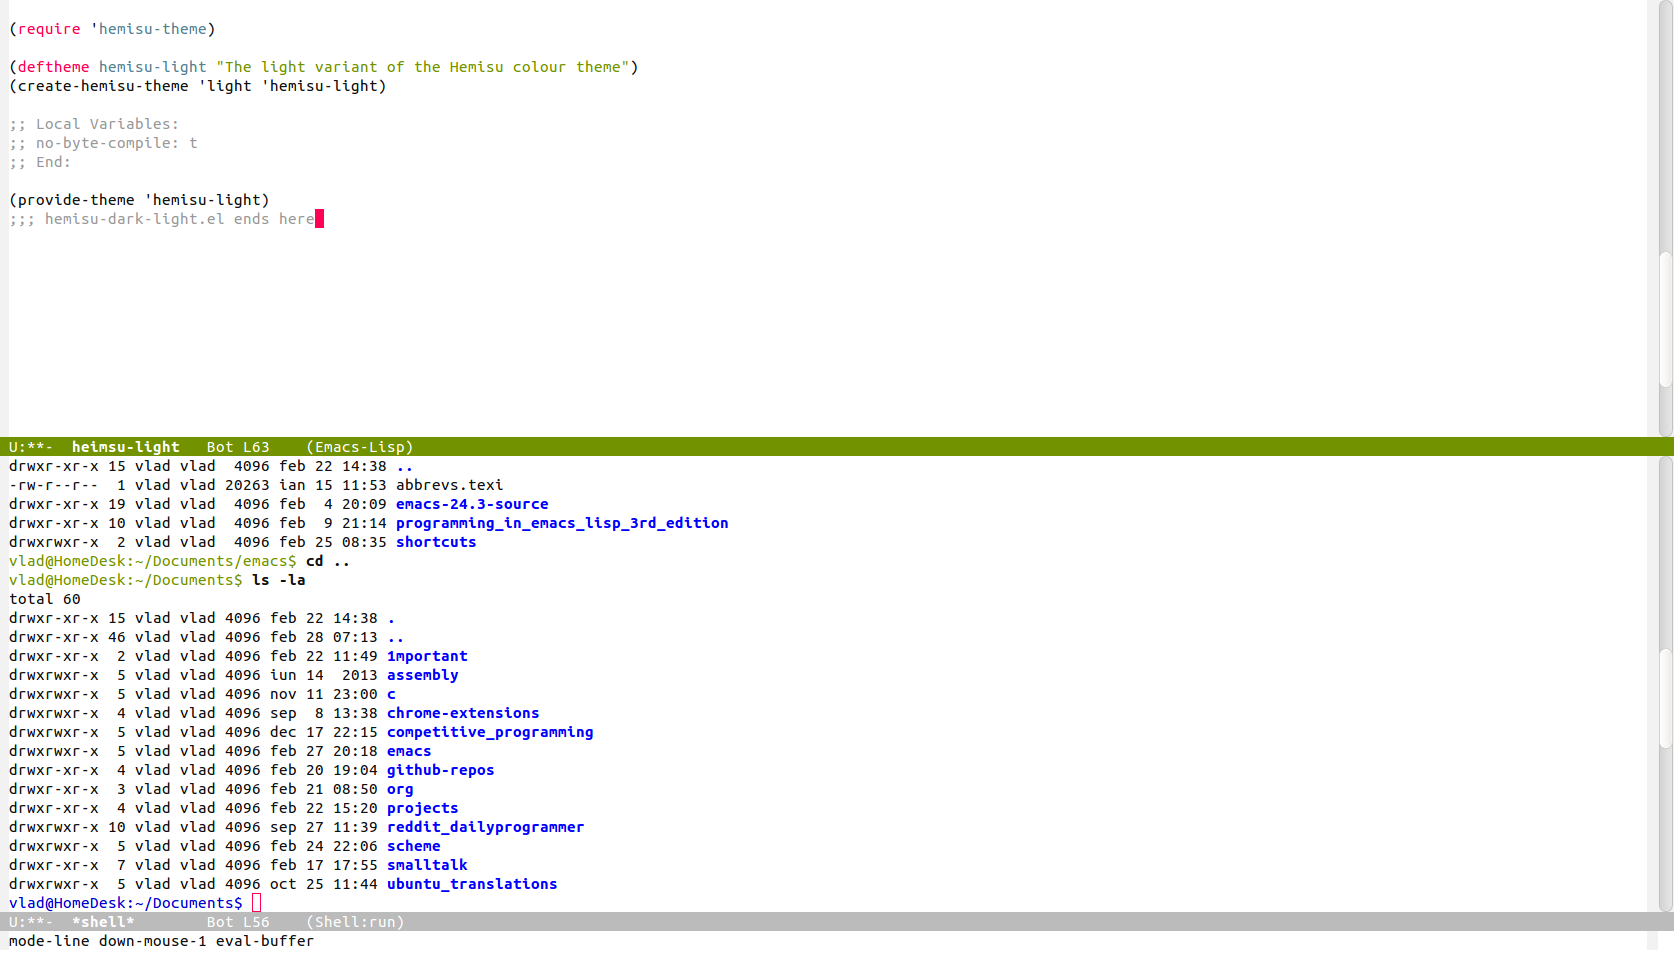 (require 'hemisu-theme)
(deftheme hemisu-light "The light variant of the Hemisu colour theme")
(create-hemisu-theme 'light 'hemisu-light)
;; Local Variables:
;; no-byte-compile: t
;; End:
(provide-theme 'hemisu-light)
;;; hemisu-dark-light.el ends here
U:**-  heimsu-light   Bot L63    (Emacs-Lisp)
drwxr-xr-x 15 vlad vlad  4096 feb 22 14:38 ..
-rw-r--r--  1 vlad vlad 20263 ian 15 11:53 abbrevs.texi
drwxr-xr-x 19 vlad vlad  4096 feb  4 20:09 emacs-24.3-source
drwxr-xr-x 10 vlad vlad  4096 feb  9 21:14 programming_in_emacs_lisp_3rd_edition
drwxrwxr-x  2 vlad vlad  4096 feb 25 08:35 shortcuts
vlad@HomeDesk:~/Documents/emacs$ cd ..
vlad@HomeDesk:~/Documents$ ls -la
total 60
drwxr-xr-x 15 vlad vlad 4096 feb 22 14:38 .
drwxr-xr-x 46 vlad vlad 4096 feb 28 07:13 ..
drwxr-xr-x  2 vlad vlad 4096 feb 22 11:49 1mportant
drwxrwxr-x  5 vlad vlad 4096 iun 14  2013 assembly
drwxrwxr-x  5 vlad vlad 4096 nov 11 23:00 c
drwxrwxr-x  4 vlad vlad 4096 sep  8 13:38 chrome-extensions
drwxrwxr-x  5 vlad vlad 4096 dec 17 22:15 competitive_programming
drwxrwxr-x  5 vlad vlad 4096 feb 27 20:18 emacs
drwxrwxr-x  4 vlad vlad 4096 feb 20 19:04 github-repos
drwxr-xr-x  3 vlad vlad 4096 feb 21 08:50 org
drwxrwxr-x  4 vlad vlad 4096 feb 22 15:20 projects
drwxrwxr-x 10 vlad vlad 4096 sep 27 11:39 reddit_dailyprogrammer
drwxrwxr-x  5 vlad vlad 4096 feb 24 22:06 scheme
drwxr-xr-x  7 vlad vlad 4096 feb 17 17:55 smalltalk
drwxrwxr-x  5 vlad vlad 4096 oct 25 11:44 ubuntu_translations
vlad@HomeDesk:~/Documents$
U:**-  *shell*        Bot L56    (Shell:run)
mode-line down-mouse-1 eval-buffer